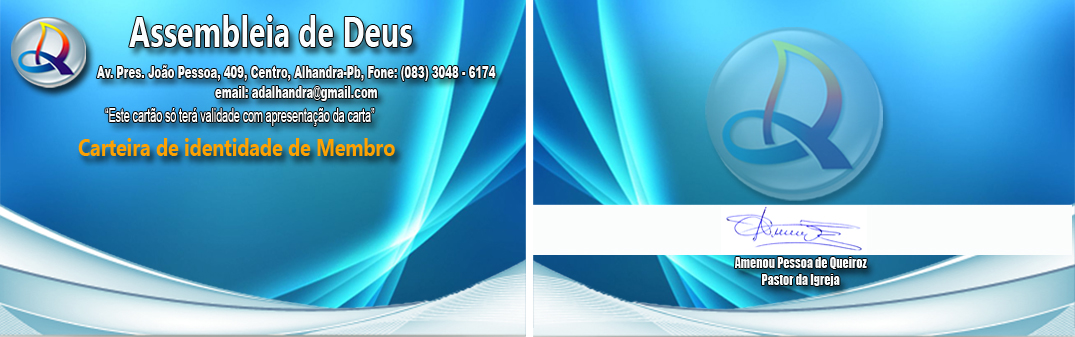 Assembleia de Deus
Av. Pres. João Pessoa, 409, Centro, Alhandra-Pb, Fone: (083) 3048 - 6174
email: adalhandra@gmail.com
"Este cartão só terá validade com apresentação da carta"
Carteira de identidade de Membro
Amenou Pessoa de Queiroz
Pastor da Igreja